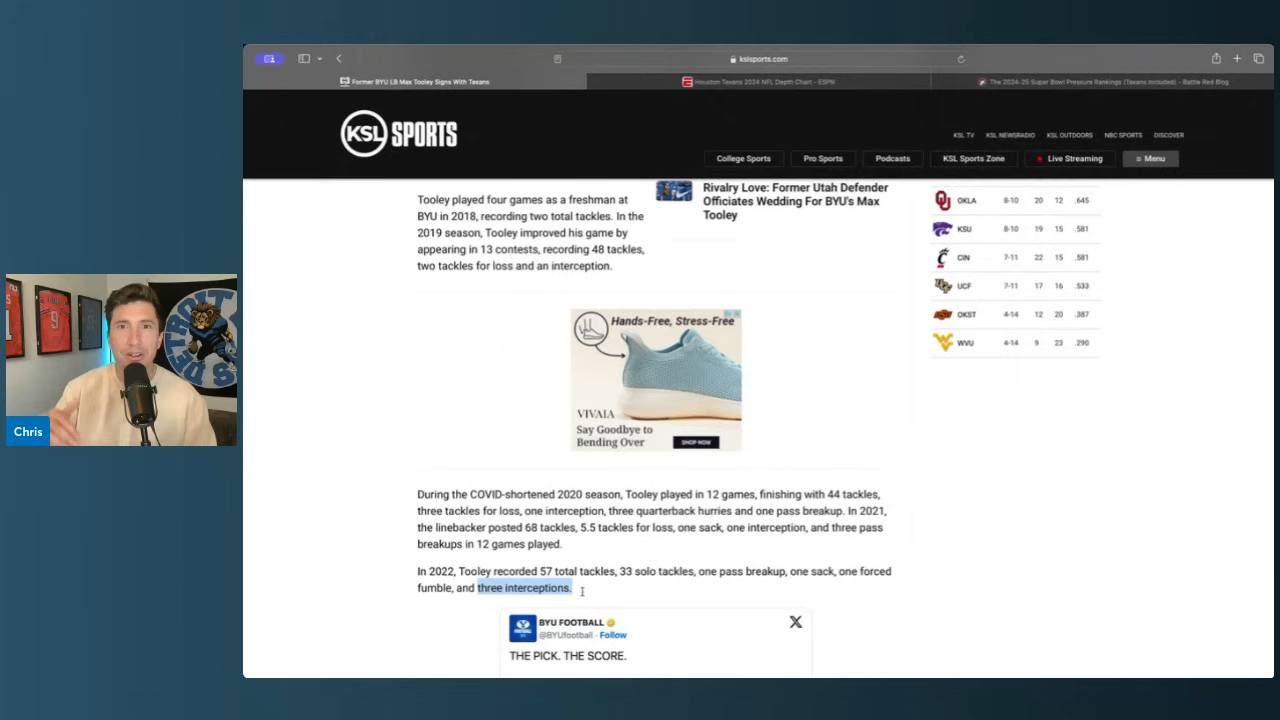 kslsports.com
Former BYU LB Max Tooley Signs With Texans
Houston Texans 2024 NFL Depth Chart - ESPN
The 2024-25 Super Bowl Pressure Rankings (Texans Included) - Battle Red Blog
KSL SPORTS
KSL TV KSL NEWSRADIO KSL OUTDOORS NBC SPORTS DISCOVER
College Sports Pro Sports Podcasts KSL Sports Zone Live Streaming Menu
Tooley played four games as a freshman at
BYU in 2018, recording two total tackles. In the
2019 season, Tooley improved his game by
appearing in 13 contests, recording 48 tackles,
two tackles for loss and an interception.
Rivalry Love: Former Utah Defender
Officiates Wedding For BYU's Max
Tooley
OKLA 8-10 20 12 .645
KSU 8-10 19 15 .581
CIN 7-11 22 15 .581
UCF 7-11 17 16 .533
OKST 4-14 12 20 .387
WVU 4-14 9 23 .290
Hands-Free, Stress-Free
VIVAIA
Say Goodbye to
Bending Over
SHOP NOW
During the COVID-shortened 2020 season, Tooley played in 12 games, finishing with 44 tackles,
three tackles for loss, one interception, three quarterback hurries and one pass breakup. In 2021,
the linebacker posted 68 tackles, 5.5 tackles for loss, one sack, one interception, and three pass
breakups in 12 games played.
In 2022, Tooley recorded 57 total tackles, 33 solo tackles, one pass breakup, one sack, one forced
fumble, and three interceptions.
BYU FOOTBALL
@BYUfootball · Follow
THE PICK. THE SCORE.
DETROIT
9
Chris